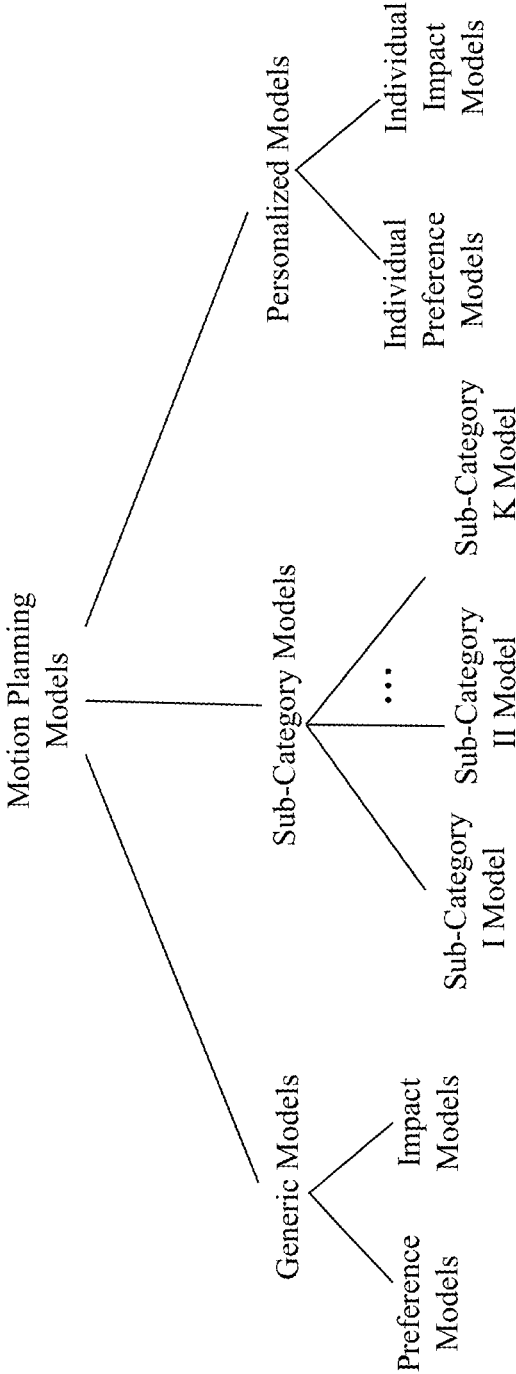 Motion Planning
Models
Generic Models
Sub-Category Models
Personalized Models
Preference
Models
Impact
Models
Sub-Category
I Model
Sub-Category
II Model
...
Sub-Category
K Model
Individual
Preference
Models
Individual
Impact
Models